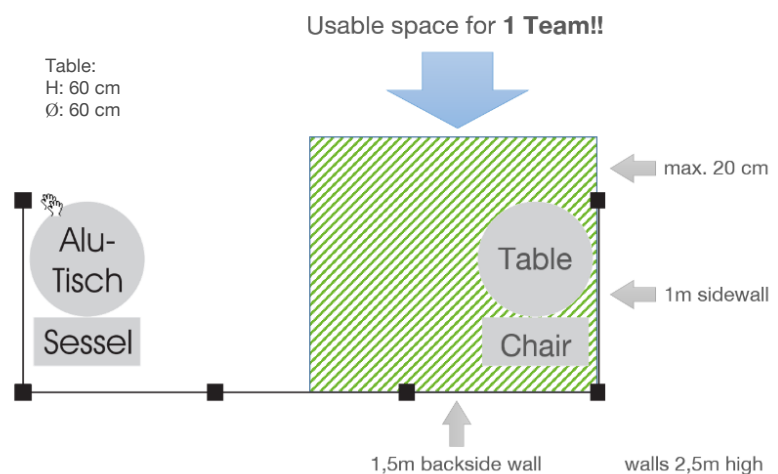 Usable space for 1 Team!!
Table:
H: 60 cm
Ø: 60 cm
max. 20 cm
Alu-
Tisch
Table
1m sidewall
Sessel
Chair
1,5m backside wall
walls 2,5m high